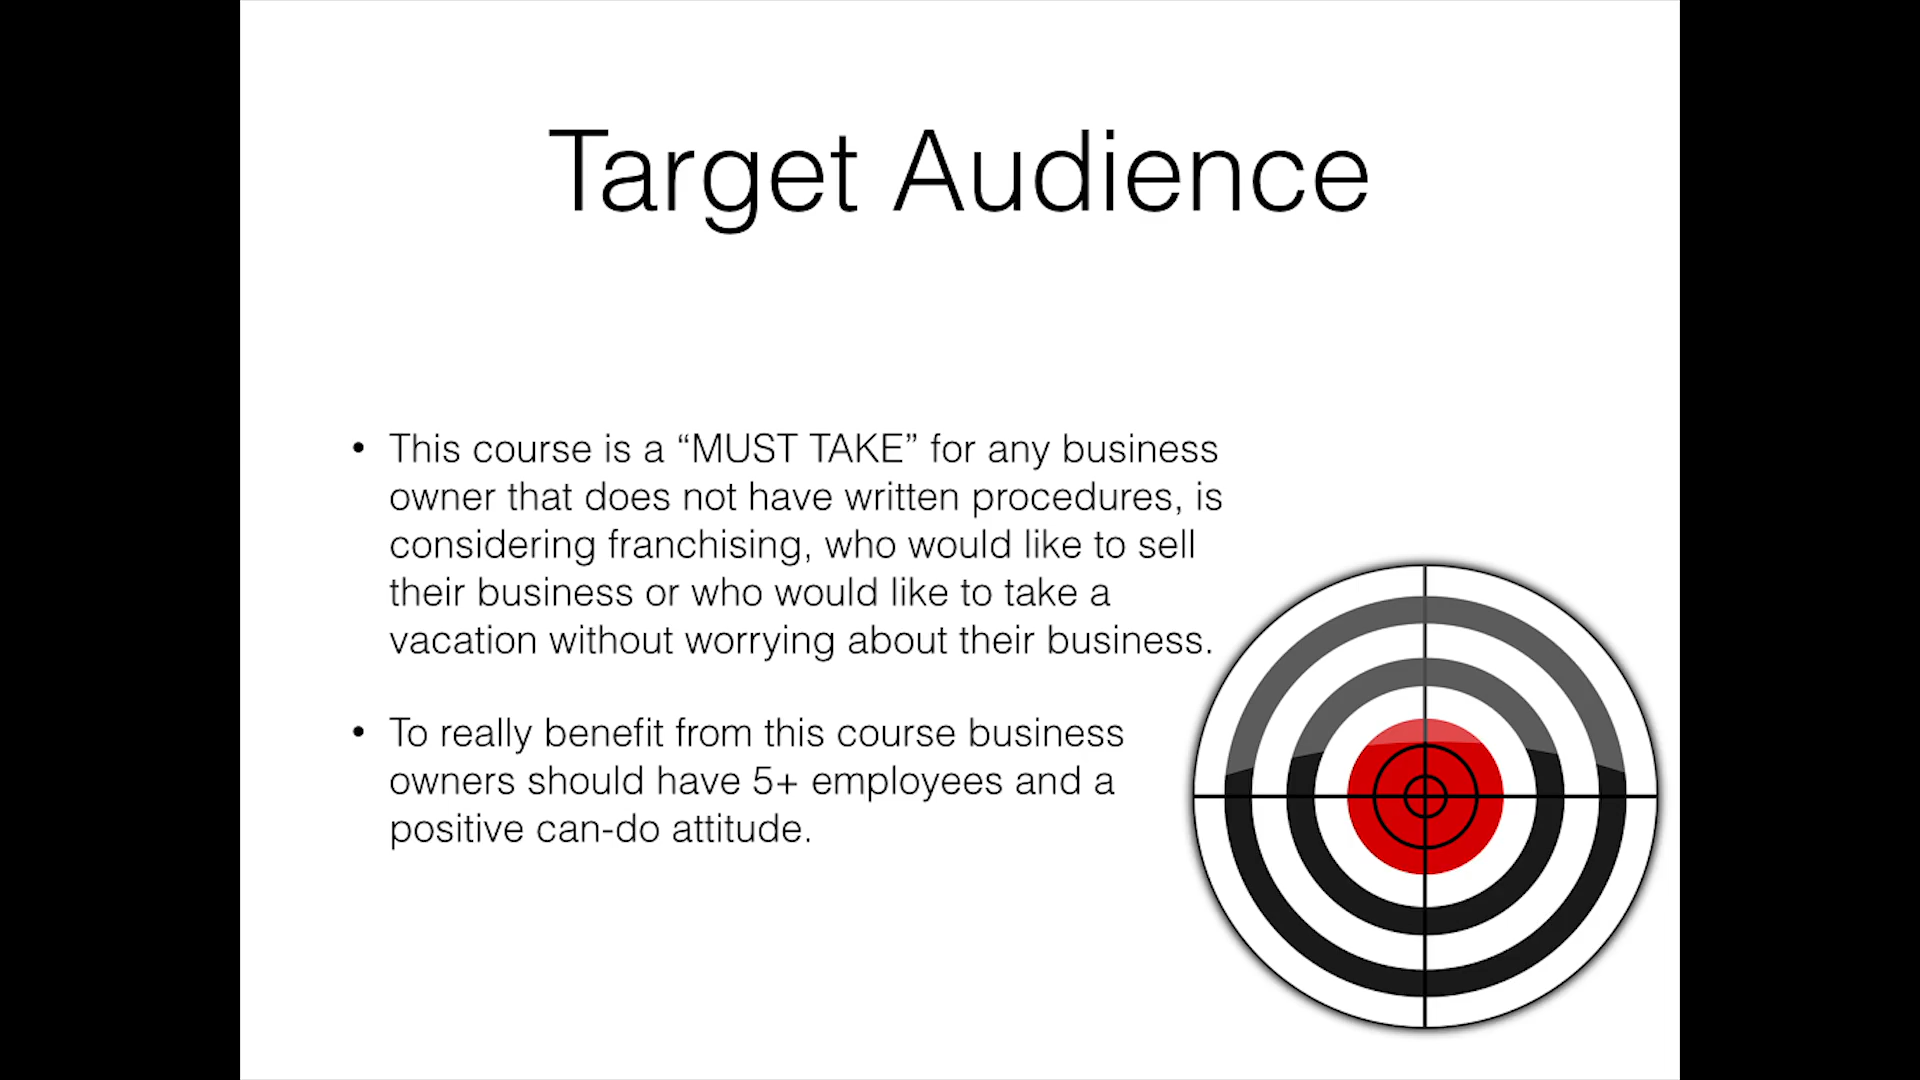 Target Audience
• This course is a “MUST TAKE” for any business
owner that does not have written procedures, is
considering franchising, who would like to sell
their business or who would like to take a
vacation without worrying about their business.
• To really benefit from this course business
owners should have 5+ employees and a
positive can-do attitude.